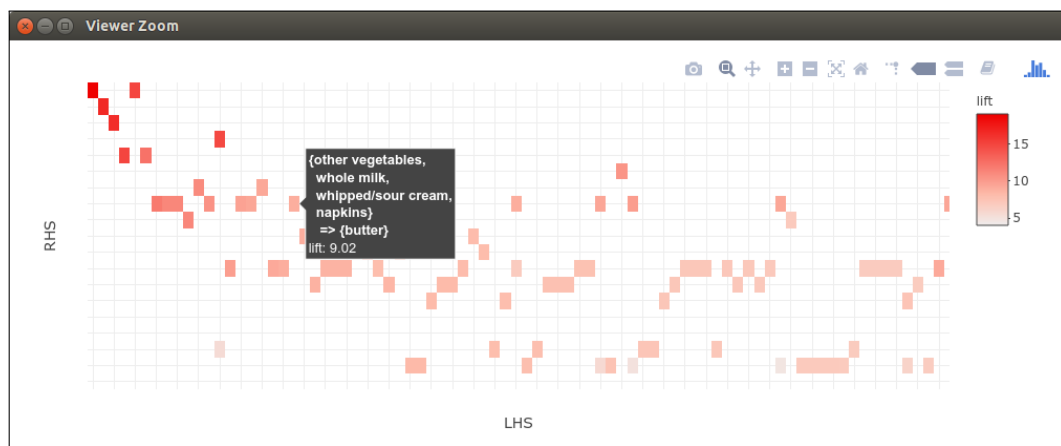 Viewer Zoom
lift
15
10
5
{other vegetables,
whole milk,
whipped/sour cream,
napkins}
=> {butter}
lift: 9.02
RHS
LHS